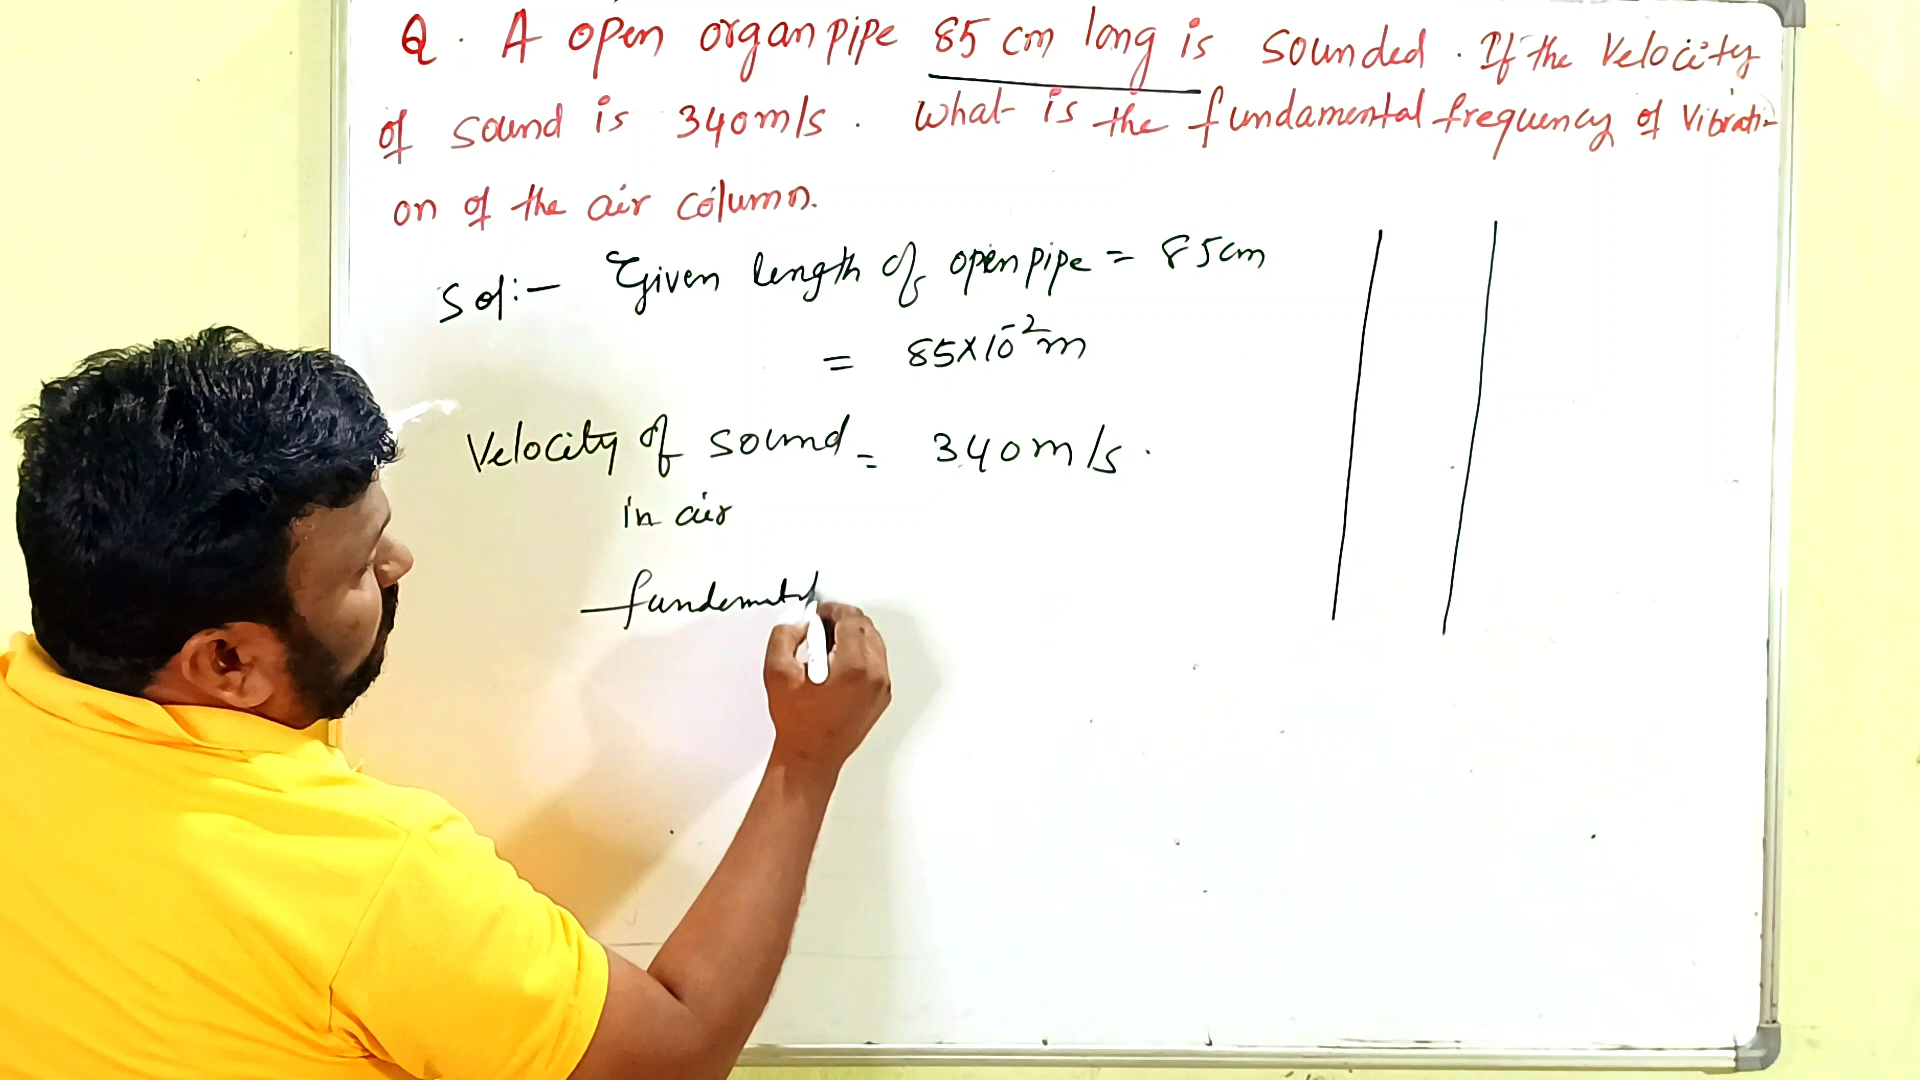 Q. A open organ pipe 85 cm long is sounded. If the velocity
of sound is 340m/s. What is the fundamental frequency of vibrati-
on of the air column.
Sol:- Given length of open pipe = 85cm
= 85×10⁻²m
Velocity of sound = 340m/s.
in air